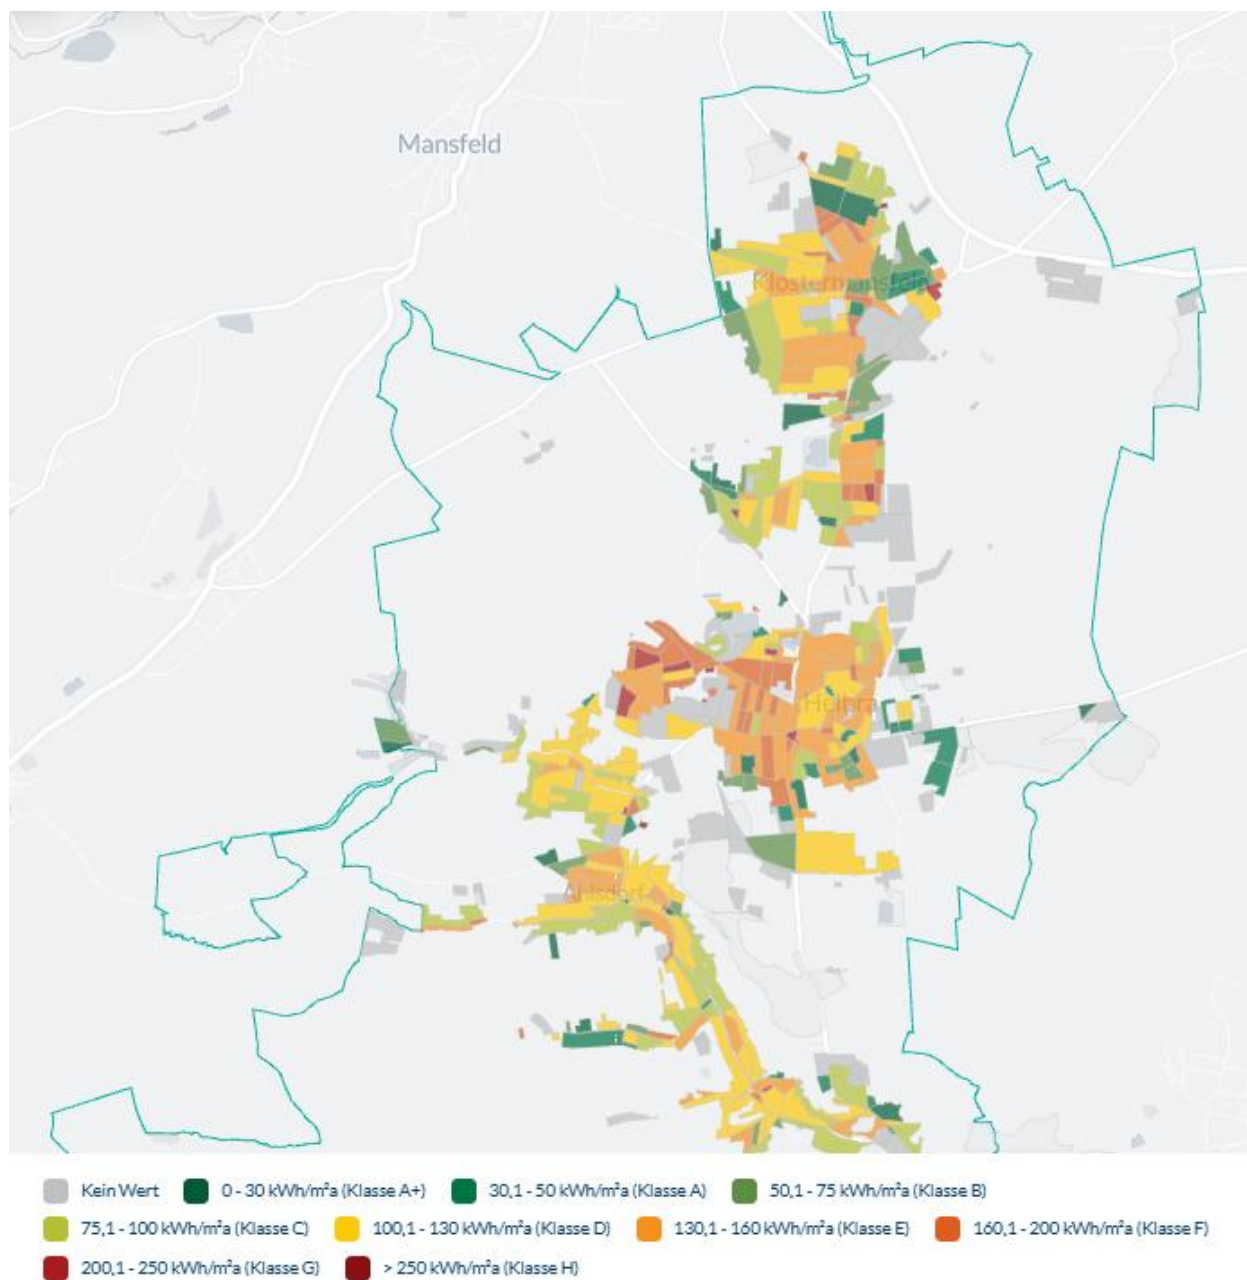 Mansfeld
Klostermansfeld
Helbra
Ahlsdorf
Kein Wert 0 - 30 kWh/m²a (Klasse A+) 30,1 - 50 kWh/m²a (Klasse A) 50,1 - 75 kWh/m²a (Klasse B)
75,1 - 100 kWh/m²a (Klasse C) 100,1 - 130 kWh/m²a (Klasse D) 130,1 - 160 kWh/m²a (Klasse E) 160,1 - 200 kWh/m²a (Klasse F)
200,1 - 250 kWh/m²a (Klasse G) > 250 kWh/m²a (Klasse H)